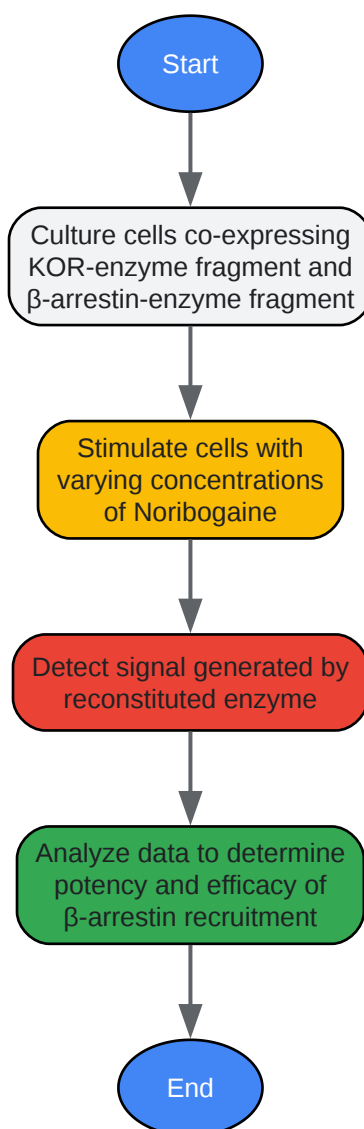 Start
Culture cells co-expressing
KOR-enzyme fragment and
β-arrestin-enzyme fragment
Stimulate cells with
varying concentrations
of Noribogaine
Detect signal generated by
reconstituted enzyme
Analyze data to determine
potency and efficacy of
β-arrestin recruitment
End